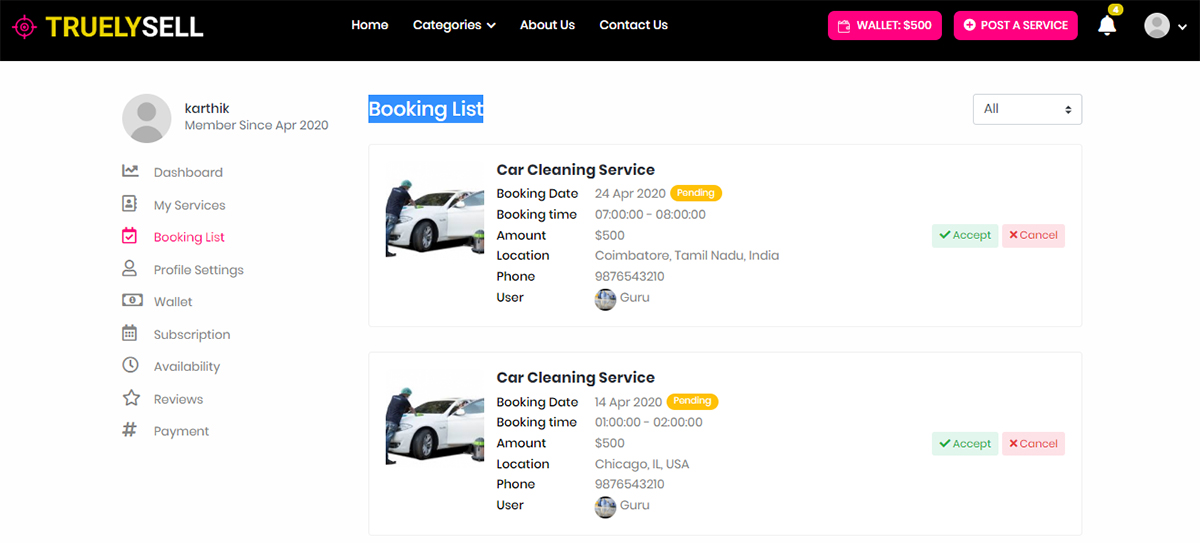 TRUELYSELL
Home Categories About Us Contact Us
WALLET: $500
POST A SERVICE
4
karthik
Member Since Apr 2020
Dashboard
My Services
Booking List
Profile Settings
Wallet
Subscription
Availability
Reviews
Payment
Booking List
All
Car Cleaning Service
Booking Date 24 Apr 2020 Pending
Booking time 07:00:00 - 08:00:00
Amount $500
Location Coimbatore, Tamil Nadu, India
Phone 9876543210
User Guru
Accept Cancel
Car Cleaning Service
Booking Date 14 Apr 2020 Pending
Booking time 01:00:00 - 02:00:00
Amount $500
Location Chicago, IL, USA
Phone 9876543210
User Guru
Accept Cancel